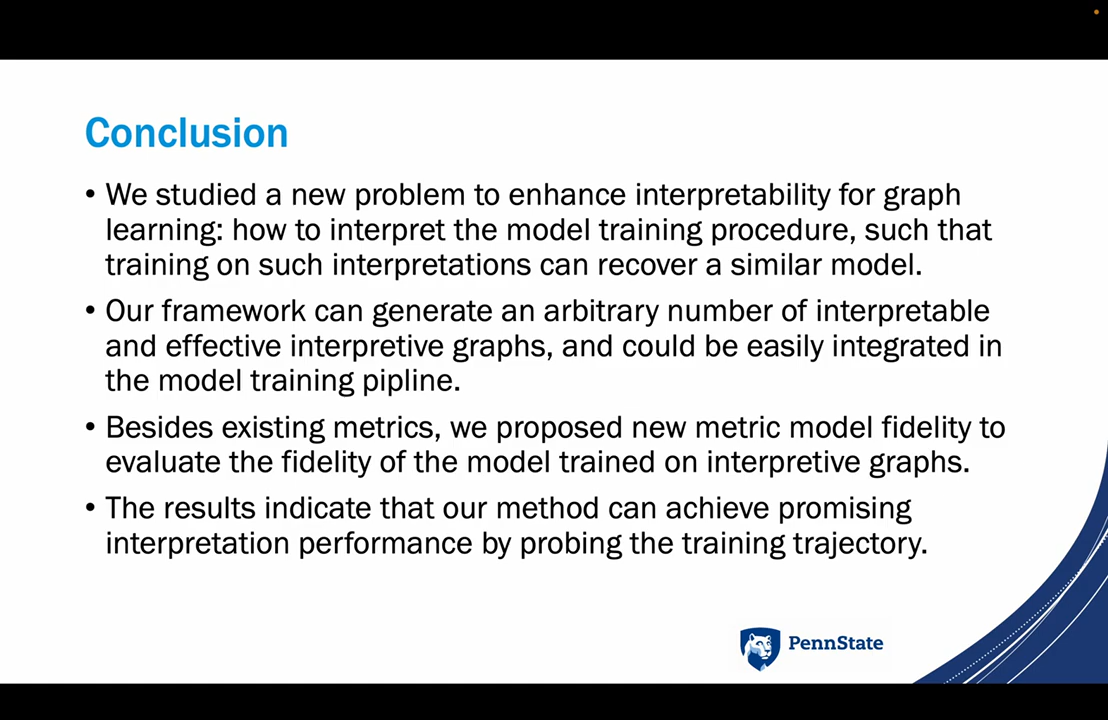 Conclusion
• We studied a new problem to enhance interpretability for graph
learning: how to interpret the model training procedure, such that
training on such interpretations can recover a similar model.
• Our framework can generate an arbitrary number of interpretable
and effective interpretive graphs, and could be easily integrated in
the model training pipline.
• Besides existing metrics, we proposed new metric model fidelity to
evaluate the fidelity of the model trained on interpretive graphs.
• The results indicate that our method can achieve promising
interpretation performance by probing the training trajectory.
PennState